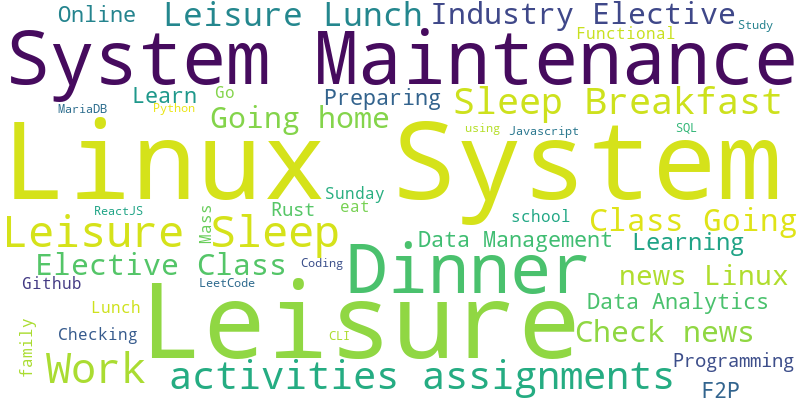 Online
Leisure Lunch
Industry Elective
Study
System Maintenance
Functional
Learn
Go
Preparing
Sleep Breakfast
MariaDB
Python
Going home
Linux System
using
Javascript
SQL
Sunday
ReactJS
Mass
Rust
eat
school
Class Going
Leisure Sleep
Data Management
Learning
Elective Class
Coding
Dinner
news Linux
Github
LeetCode
Leisure
Lunch
Data Analytics
Checking
CLI
Check news
family
Work
activities assignments
Programming
F2P